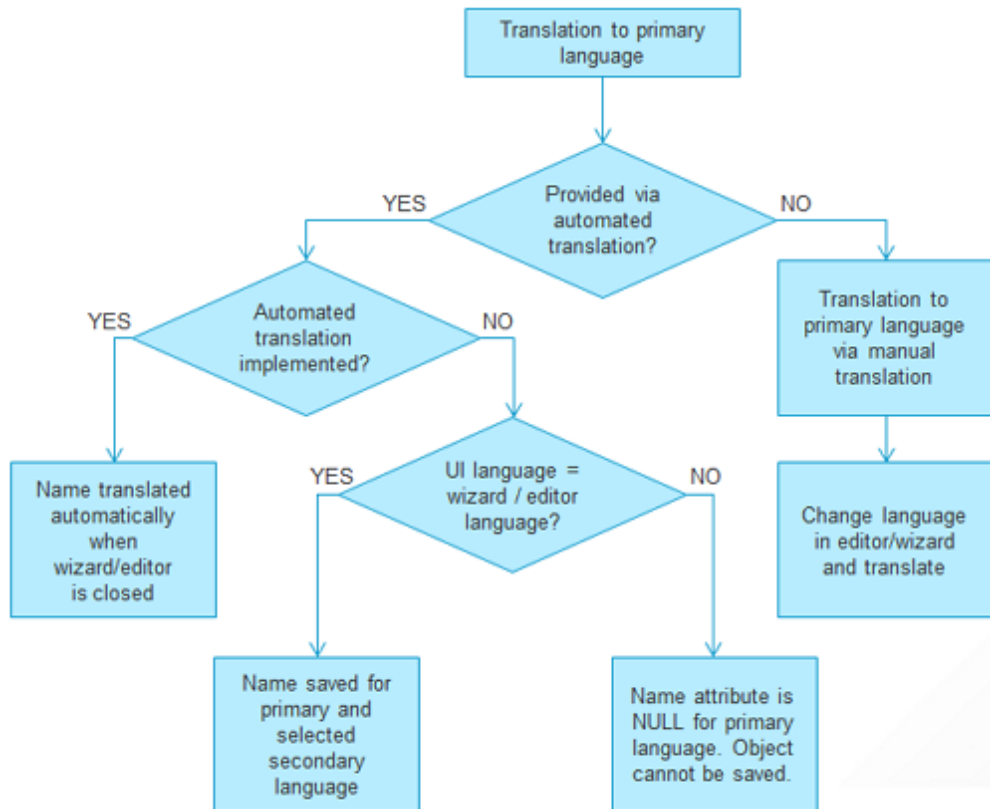 Translation to primary
language
Provided via
automated
translation?
YES
NO
Automated
translation
implemented?
YES
NO
Translation to
primary language
via manual
translation
UI language =
wizard / editor
language?
YES
NO
Name translated
automatically
when
wizard/editor
is closed
Change language
in editor/wizard
and translate
Name saved for
primary and
selected
secondary
language
Name attribute is
NULL for primary
language. Object
cannot be saved.